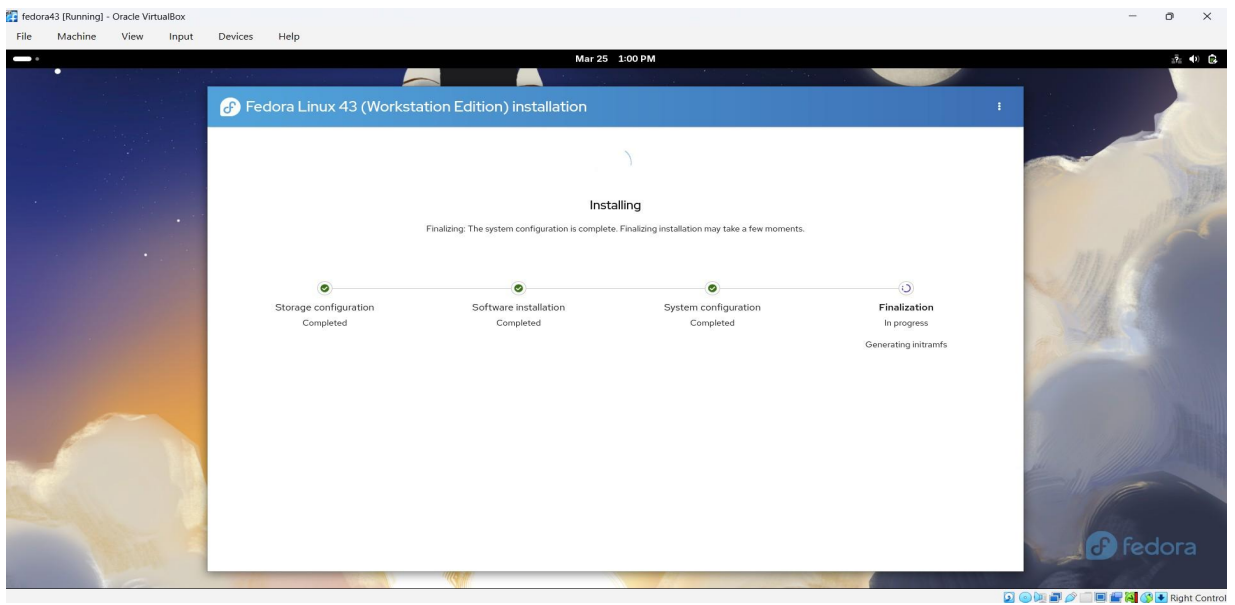 fedora43 [Running] - Oracle VirtualBox
File Machine View Input Devices Help
Mar 25 1:00 PM
Fedora Linux 43 (Workstation Edition) installation
Installing
Finalizing: The system configuration is complete. Finalizing installation may take a few moments.
Storage configuration Software installation System configuration Finalization
Completed Completed Completed In progress
Generating initramfs
fedora
Right Control